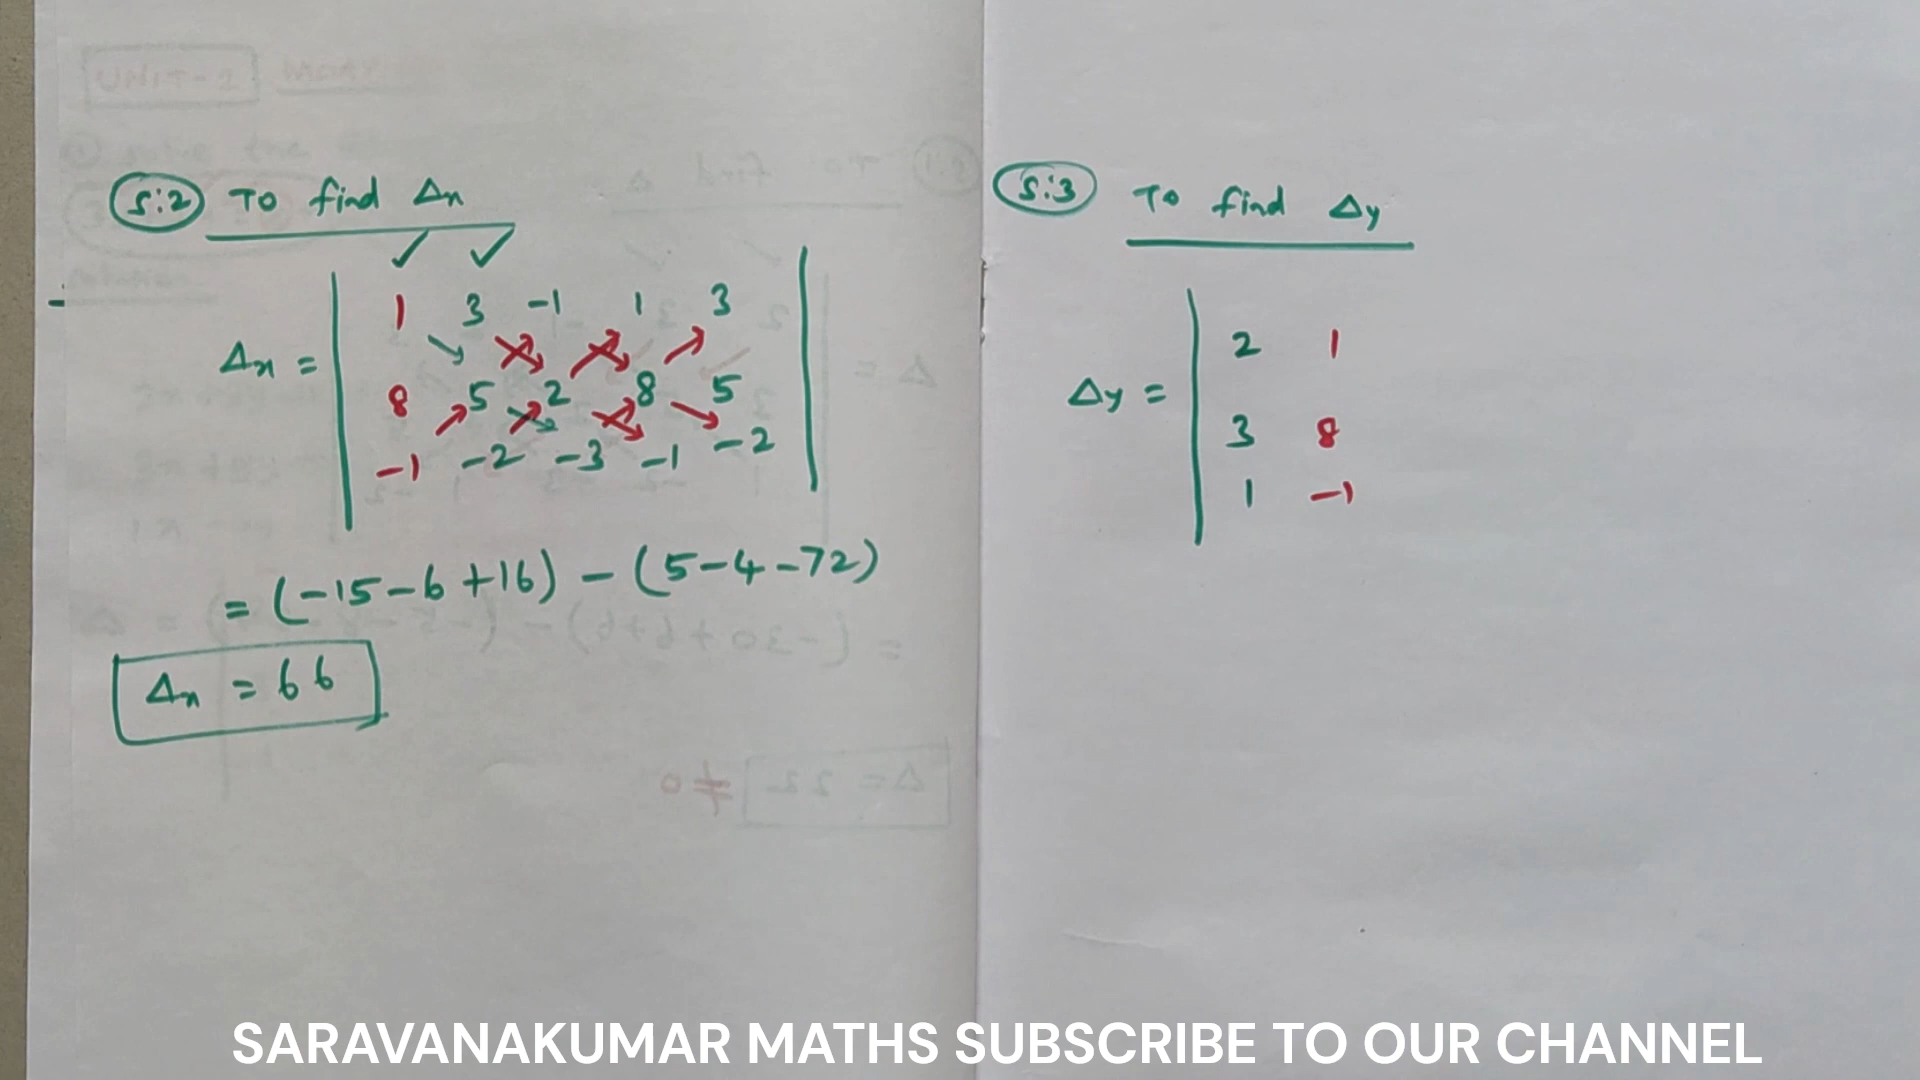 S:2 To find Δx
Δx =
1 3 -1 1 3
8 5 2 8 5
-1 -2 -3 -1 -2
= (-15-6+16) - (5-4-72)
Δx = 66
S:3 To find Δy
Δy =
2 1
3 8
1 -1
SARAVANAKUMAR MATHS SUBSCRIBE TO OUR CHANNEL